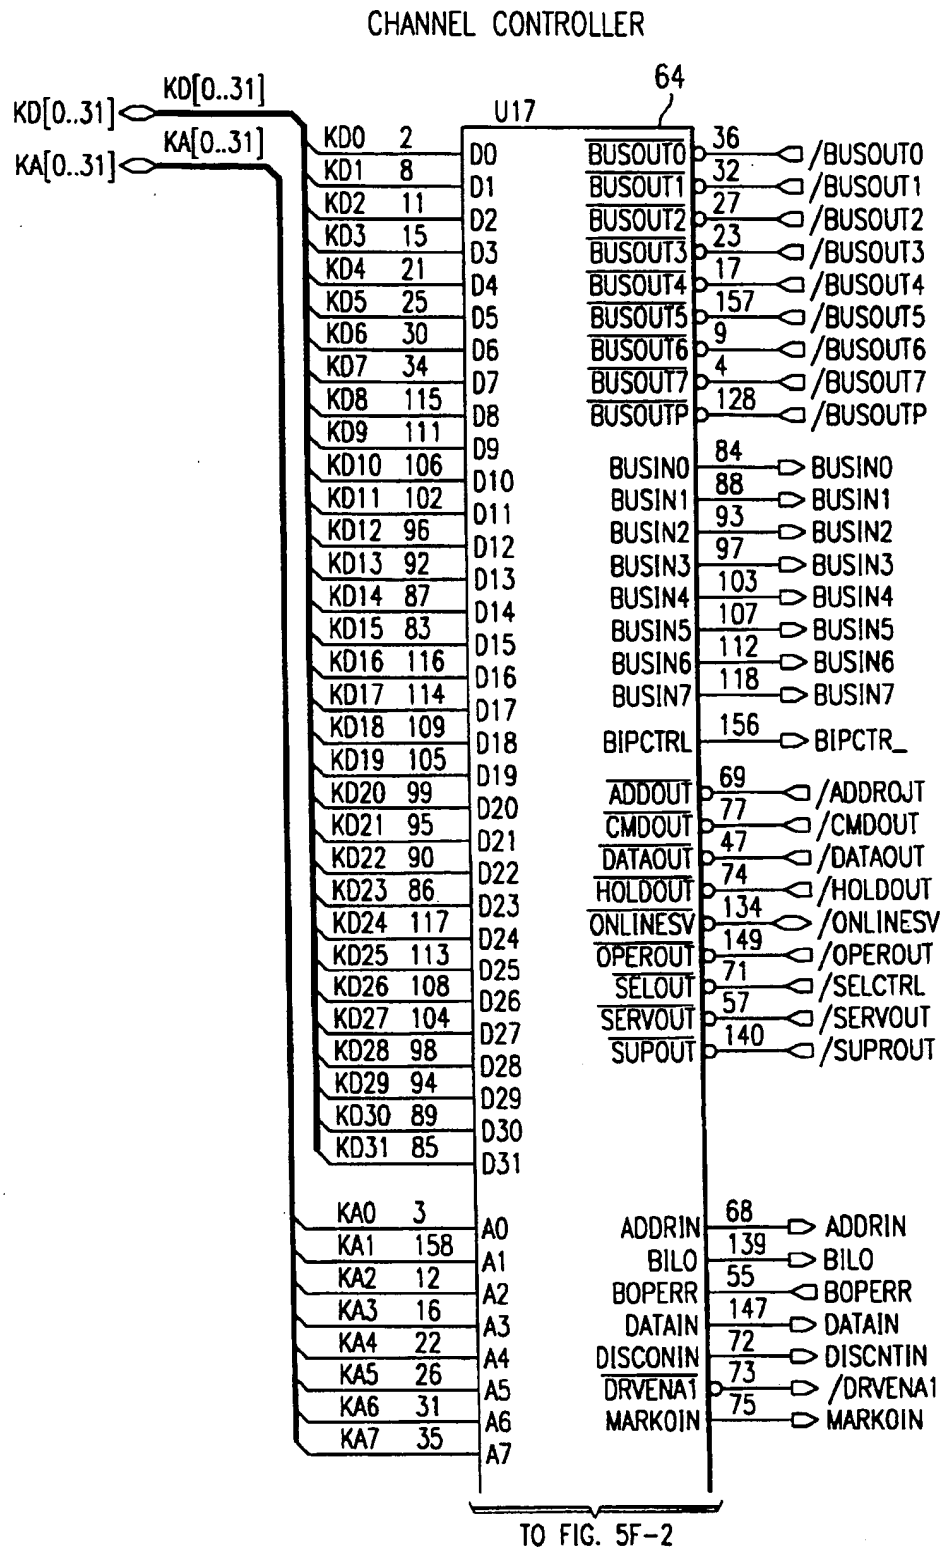 CHANNEL CONTROLLER
64
KD[0..31] KD[0..31] U17
KA[0..31] KA[0..31]
KD0 2 D0 BUSOUT0 36 /BUSOUT0
KD1 8 D1 BUSOUT1 32 /BUSOUT1
KD2 11 D2 BUSOUT2 27 /BUSOUT2
KD3 15 D3 BUSOUT3 23 /BUSOUT3
KD4 21 D4 BUSOUT4 17 /BUSOUT4
KD5 25 D5 BUSOUT5 157 /BUSOUT5
KD6 30 D6 BUSOUT6 9 /BUSOUT6
KD7 34 D7 BUSOUT7 4 /BUSOUT7
KD8 115 D8 BUSOUTP 128 /BUSOUTP
KD9 111 D9
KD10 106 D10 BUSIN0 84 BUSIN0
KD11 102 D11 BUSIN1 88 BUSIN1
KD12 96 D12 BUSIN2 93 BUSIN2
KD13 92 D13 BUSIN3 97 BUSIN3
KD14 87 D14 BUSIN4 103 BUSIN4
KD15 83 D15 BUSIN5 107 BUSIN5
KD16 116 D16 BUSIN6 112 BUSIN6
KD17 114 D17 BUSIN7 118 BUSIN7
KD18 109 D18 BIPCTRL 156 BIPCTR_
KD19 105 D19
KD20 99 D20 ADDOUT 69 /ADDROJT
KD21 95 D21 CMDOUT 77 /CMDOUT
KD22 90 D22 DATAOUT 47 /DATAOUT
KD23 86 D23 HOLDOUT 74 /HOLDOUT
KD24 117 D24 ONLINESV 134 /ONLINESV
KD25 113 D25 OPEROUT 149 /OPEROUT
KD26 108 D26 SELOUT 71 /SELCTRL
KD27 104 D27 SERVOUT 57 /SERVOUT
KD28 98 D28 SUPOUT 140 /SUPROUT
KD29 94 D29
KD30 89 D30
KD31 85 D31
KA0 3 A0 ADDRIN 68 ADDRIN
KA1 158 A1 BILO 139 BILO
KA2 12 A2 BOPERR 55 BOPERR
KA3 16 A3 DATAIN 147 DATAIN
KA4 22 A4 DISCONIN 72 DISCNTIN
KA5 26 A5 DRVENA1 73 /DRVENA1
KA6 31 A6 MARKOIN 75 MARKOIN
KA7 35 A7
TO FIG. 5F-2